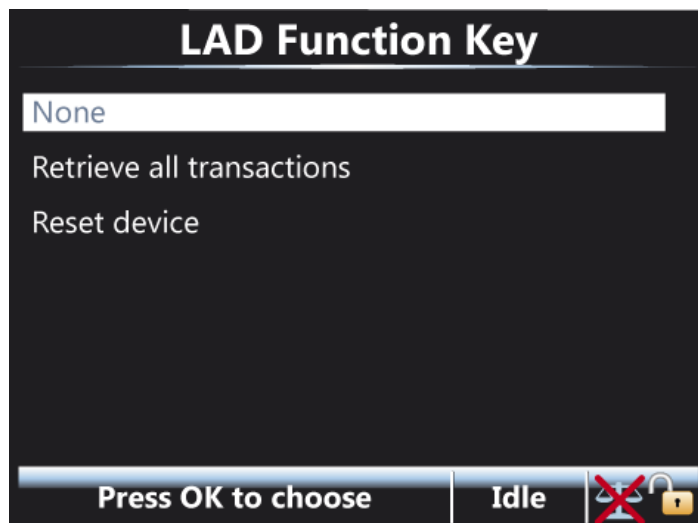 LAD Function Key
None
Retrieve all transactions
Reset device
Press OK to choose
Idle